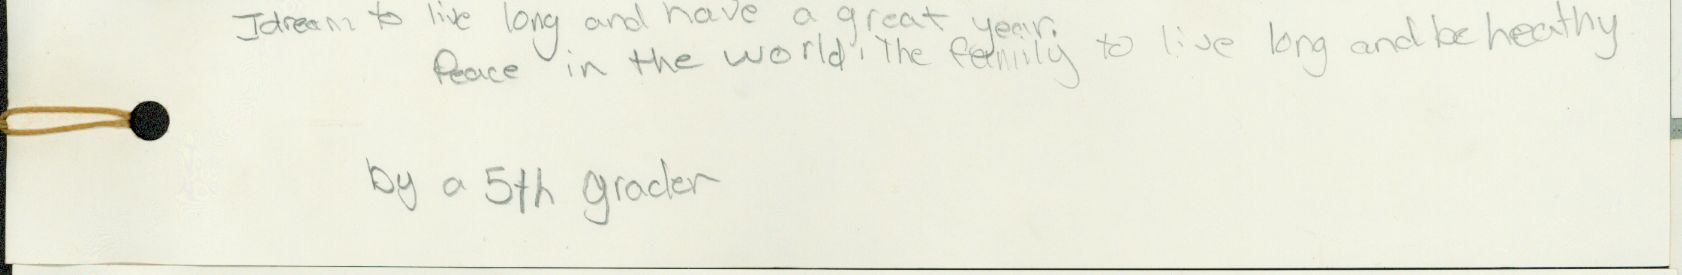 I dream to live long and have a great year.
Peace in the world, The family to live long and be heathy
by a 5th grader